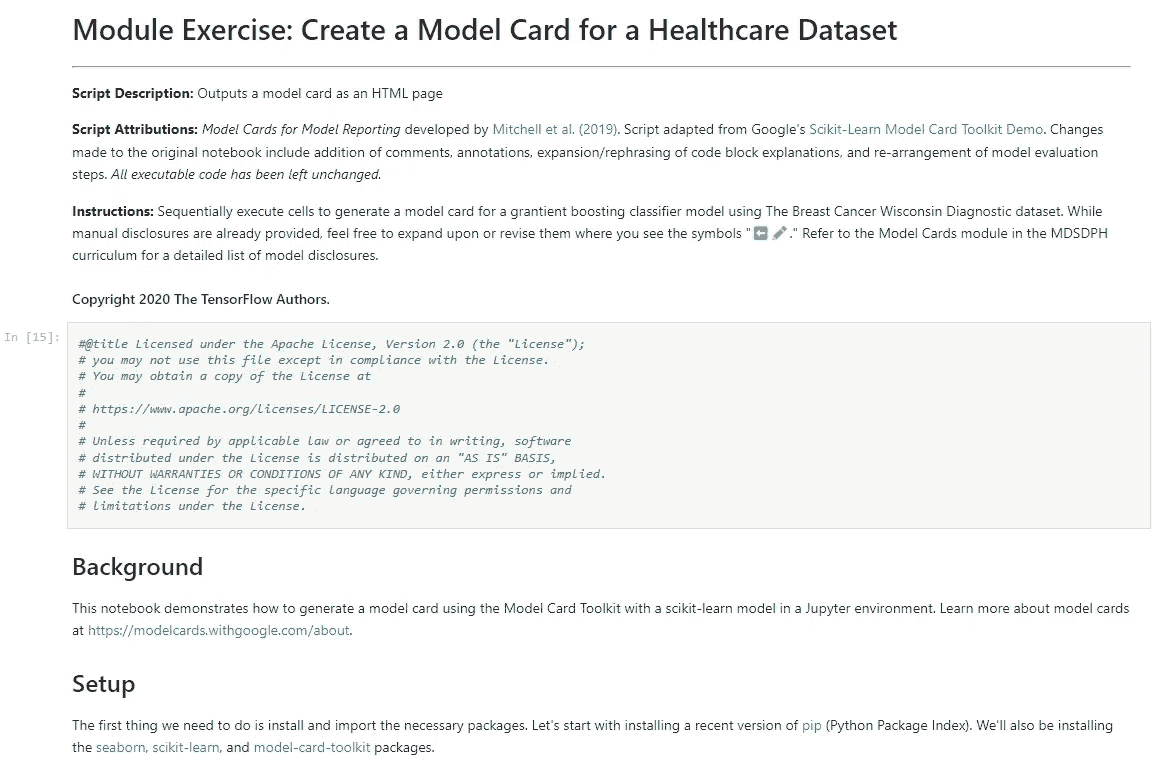 Module Exercise: Create a Model Card for a Healthcare Dataset
Script Description: Outputs a model card as an HTML page
Script Attributions: Model Cards for Model Reporting developed by Mitchell et al. (2019). Script adapted from Google's Scikit-Learn Model Card Toolkit Demo. Changes
made to the original notebook include addition of comments, annotations, expansion/rephrasing of code block explanations, and re-arrangement of model evaluation
steps. All executable code has been left unchanged.
Instructions: Sequentially execute cells to generate a model card for a grantient boosting classifier model using The Breast Cancer Wisconsin Diagnostic dataset. While
manual disclosures are already provided, feel free to expand upon or revise them where you see the symbols "⬅️ ✏️." Refer to the Model Cards module in the MDSDPH
curriculum for a detailed list of model disclosures.
Copyright 2020 The TensorFlow Authors.
In [15]:
#@title Licensed under the Apache License, Version 2.0 (the "License");
# you may not use this file except in compliance with the License.
# You may obtain a copy of the License at
#
# https://www.apache.org/licenses/LICENSE-2.0
#
# Unless required by applicable law or agreed to in writing, software
# distributed under the License is distributed on an "AS IS" BASIS,
# WITHOUT WARRANTIES OR CONDITIONS OF ANY KIND, either express or implied.
# See the License for the specific language governing permissions and
# limitations under the License.
Background
This notebook demonstrates how to generate a model card using the Model Card Toolkit with a scikit-learn model in a Jupyter environment. Learn more about model cards
at https://modelcards.withgoogle.com/about.
Setup
The first thing we need to do is install and import the necessary packages. Let's start with installing a recent version of pip (Python Package Index). We'll also be installing
the seaborn, scikit-learn, and model-card-toolkit packages.